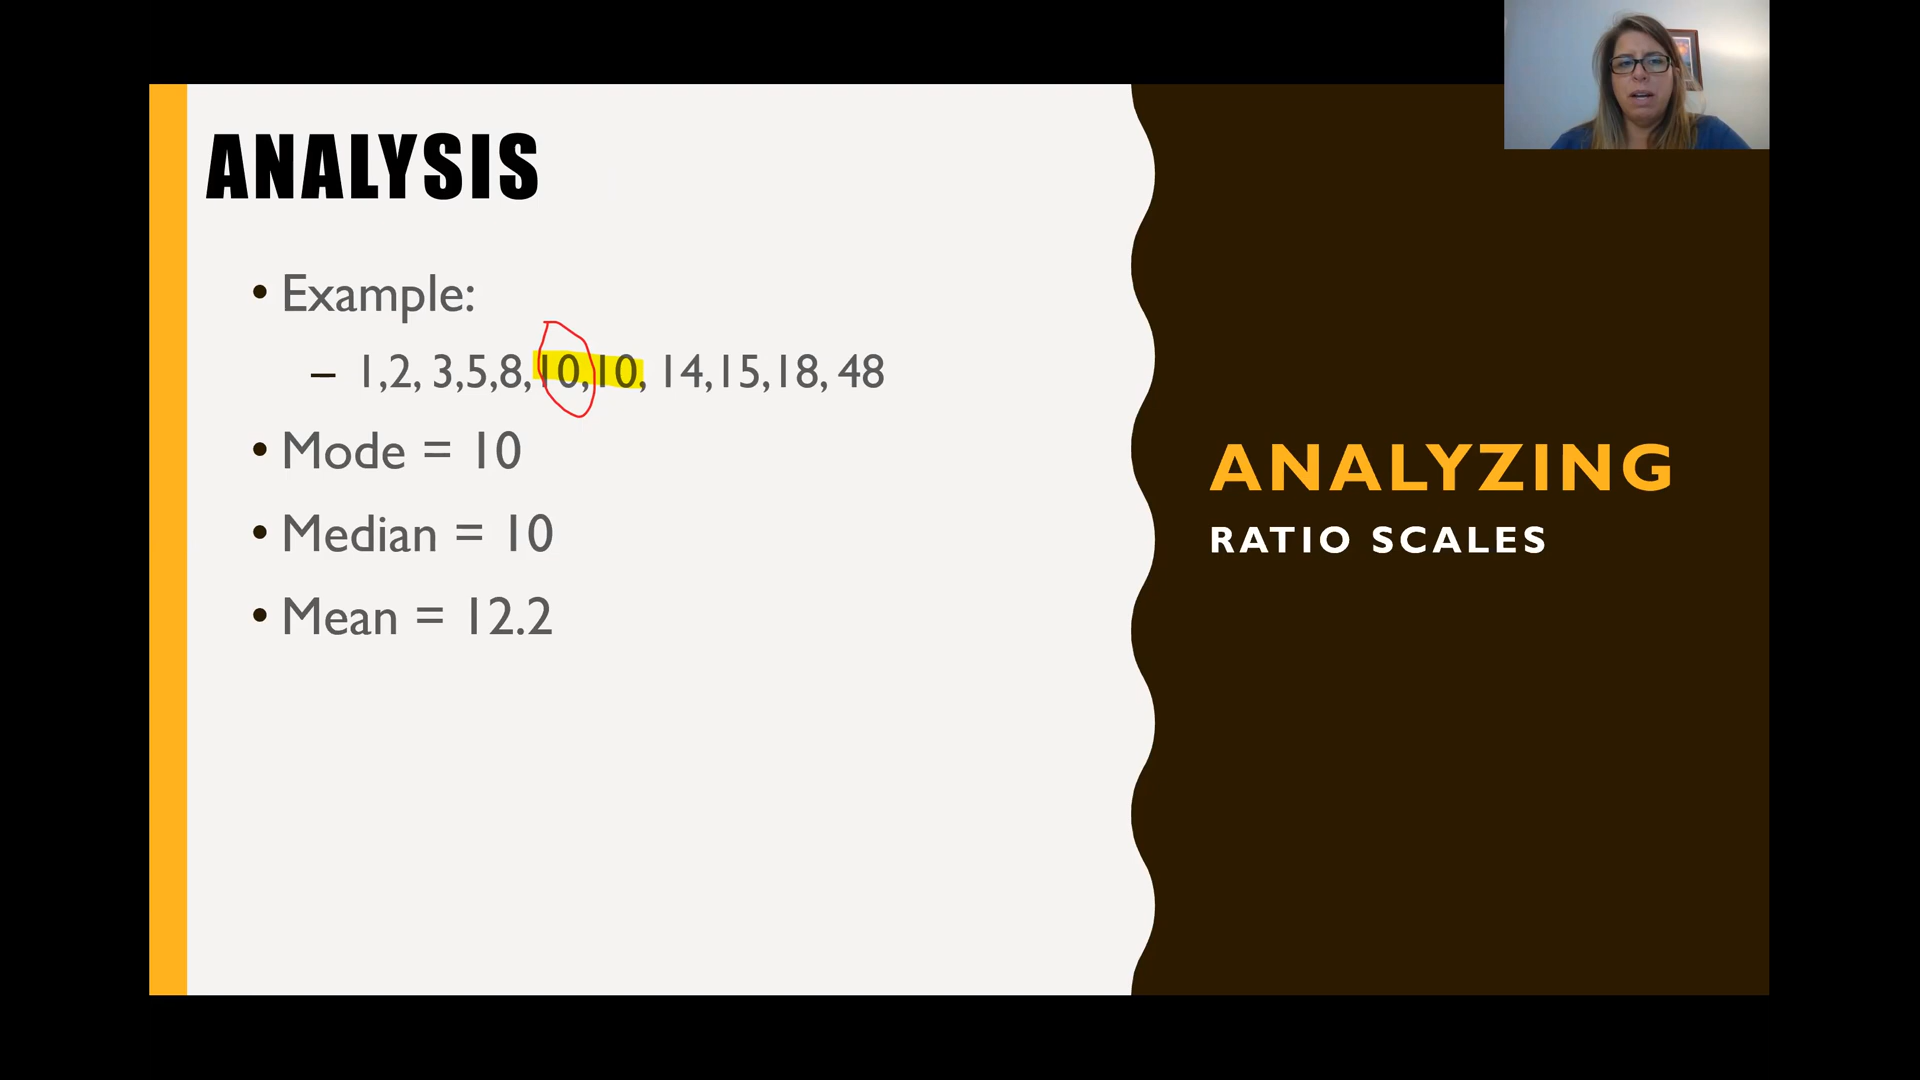 ANALYSIS
• Example:
– 1,2, 3,5,8,10,10, 14,15,18, 48
• Mode = 10
• Median = 10
• Mean = 12.2
ANALYZING
RATIO SCALES